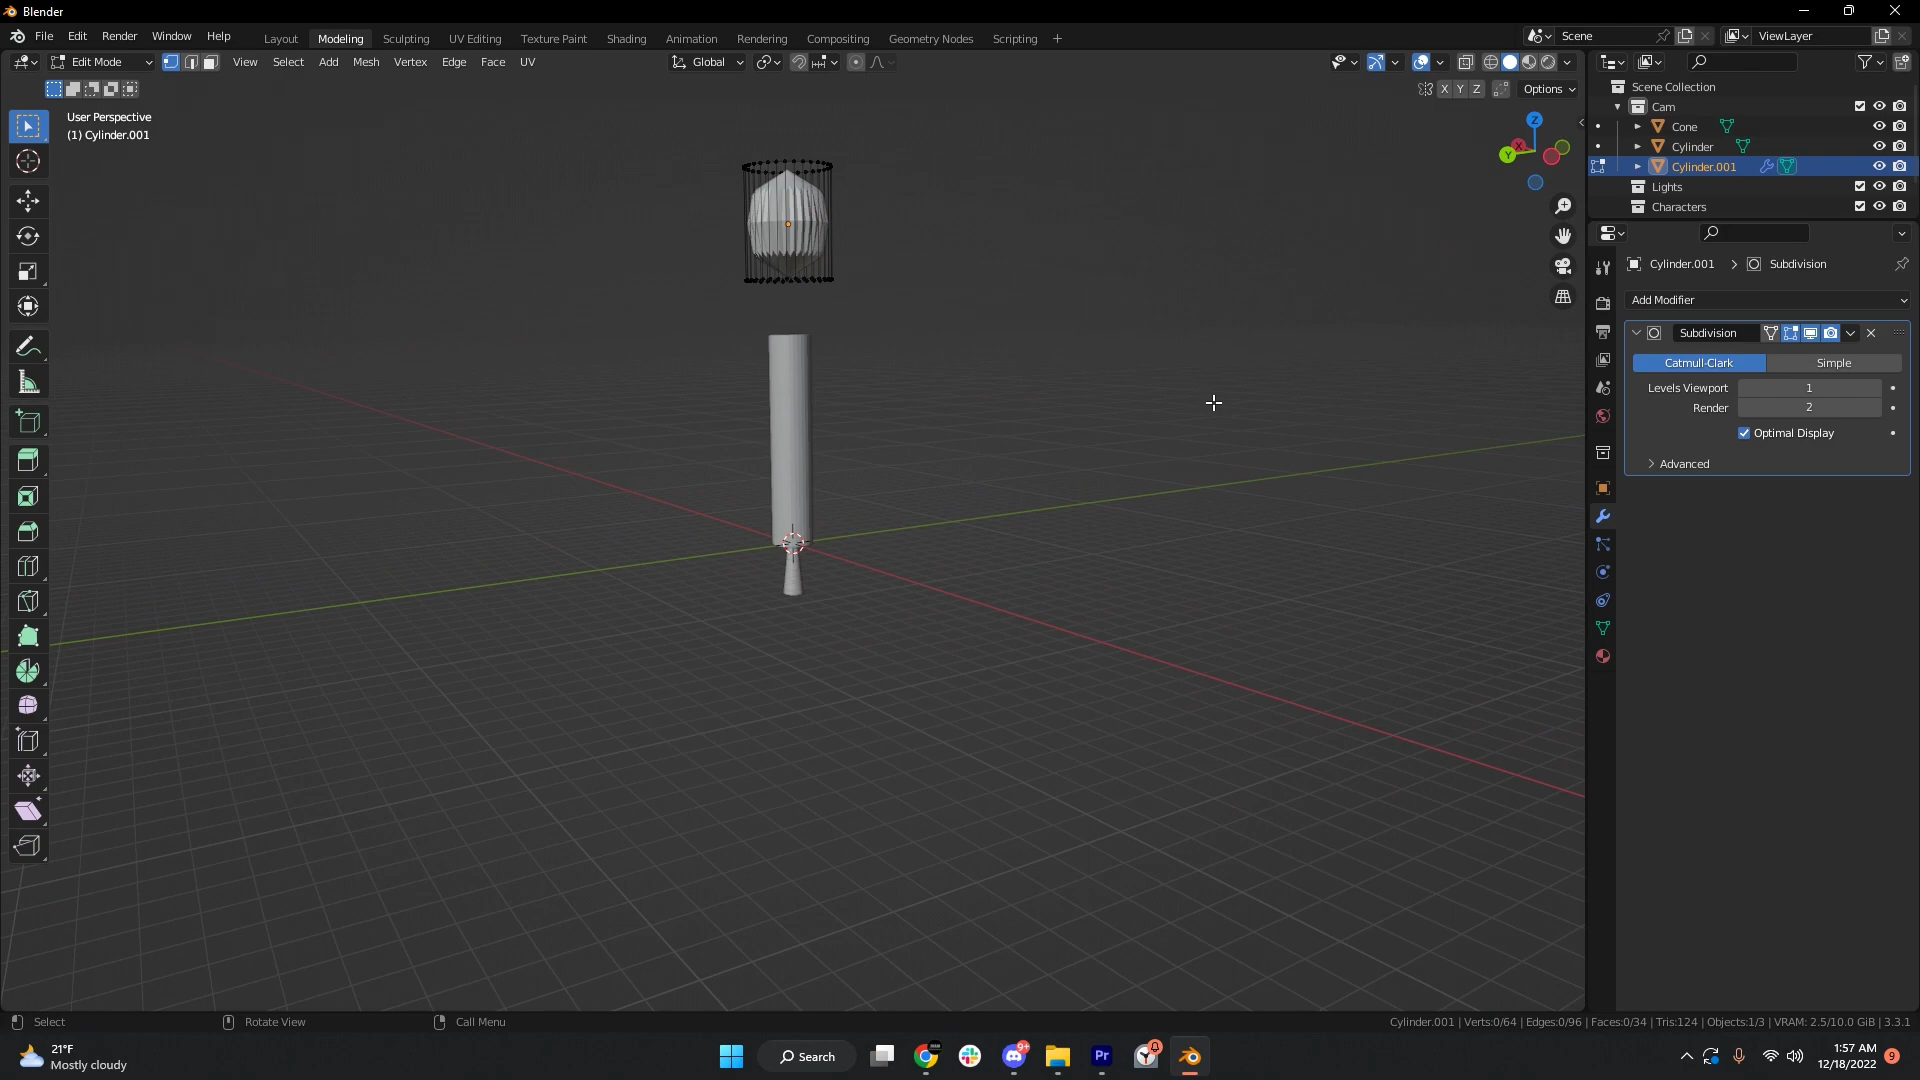 Blender
File Edit Render Window Help
Layout Modeling Sculpting UV Editing Texture Paint Shading Animation Rendering Compositing Geometry Nodes Scripting +
Scene
ViewLayer
Edit Mode View Select Add Mesh Vertex Edge Face UV
Global
X Y Z Options
User Perspective
(1) Cylinder.001
Z
X
Y
Scene Collection
Cam
Cone
Cylinder
Cylinder.001
Lights
Characters
Cylinder.001 > Subdivision
Add Modifier
Subdivision
Catmull-Clark Simple
Levels Viewport 1
Render 2
Optimal Display
Advanced
Select Rotate View Call Menu
Cylinder.001 | Verts:0/64 | Edges:0/96 | Faces:0/34 | Tris:124 | Objects:1/3 | VRAM: 2.5/10.0 GiB | 3.3.1
21°F
Mostly cloudy
Search
9+
Pr
1:57 AM
12/18/2022
9